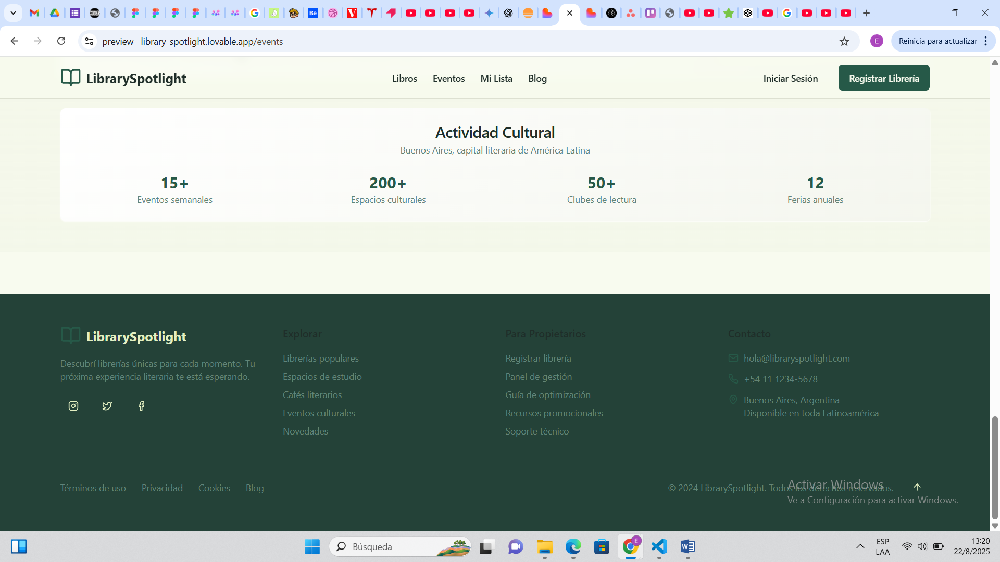 preview--library-spotlight.lovable.app/events
E
Reinicia para actualizar
LibrarySpotlight
Libros
Eventos
Mi Lista
Blog
Iniciar Sesión
Registrar Librería
Actividad Cultural
Buenos Aires, capital literaria de América Latina
15+
Eventos semanales
200+
Espacios culturales
50+
Clubes de lectura
12
Ferias anuales
LibrarySpotlight
Descubrí librerías únicas para cada momento. Tu
próxima experiencia literaria te está esperando.
Explorar
Librerías populares
Espacios de estudio
Cafés literarios
Eventos culturales
Novedades
Para Propietarios
Registrar librería
Panel de gestión
Guía de optimización
Recursos promocionales
Soporte técnico
Contacto
hola@libraryspotlight.com
+54 11 1234-5678
Buenos Aires, Argentina
Disponible en toda Latinoamérica
Términos de uso
Privacidad
Cookies
Blog
© 2024 LibrarySpotlight. Todos los derechos reservados.
Activar Windows
Ve a Configuración para activar Windows.
Búsqueda
ESP
LAA
13:20
22/8/2025